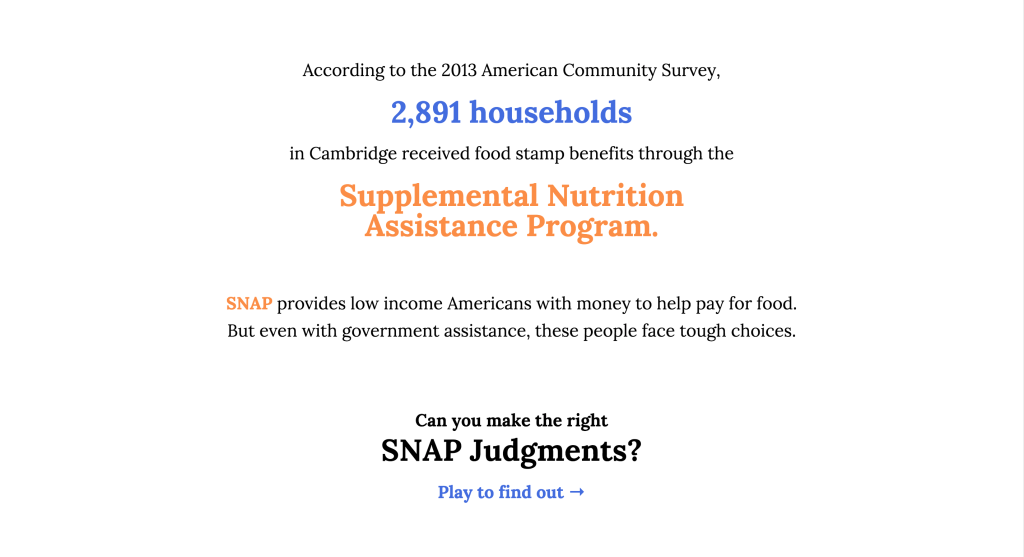 According to the 2013 American Community Survey,
2,891 households
in Cambridge received food stamp benefits through the
Supplemental Nutrition
Assistance Program.
SNAP provides low income Americans with money to help pay for food.
But even with government assistance, these people face tough choices.
Can you make the right
SNAP Judgments?
Play to find out →